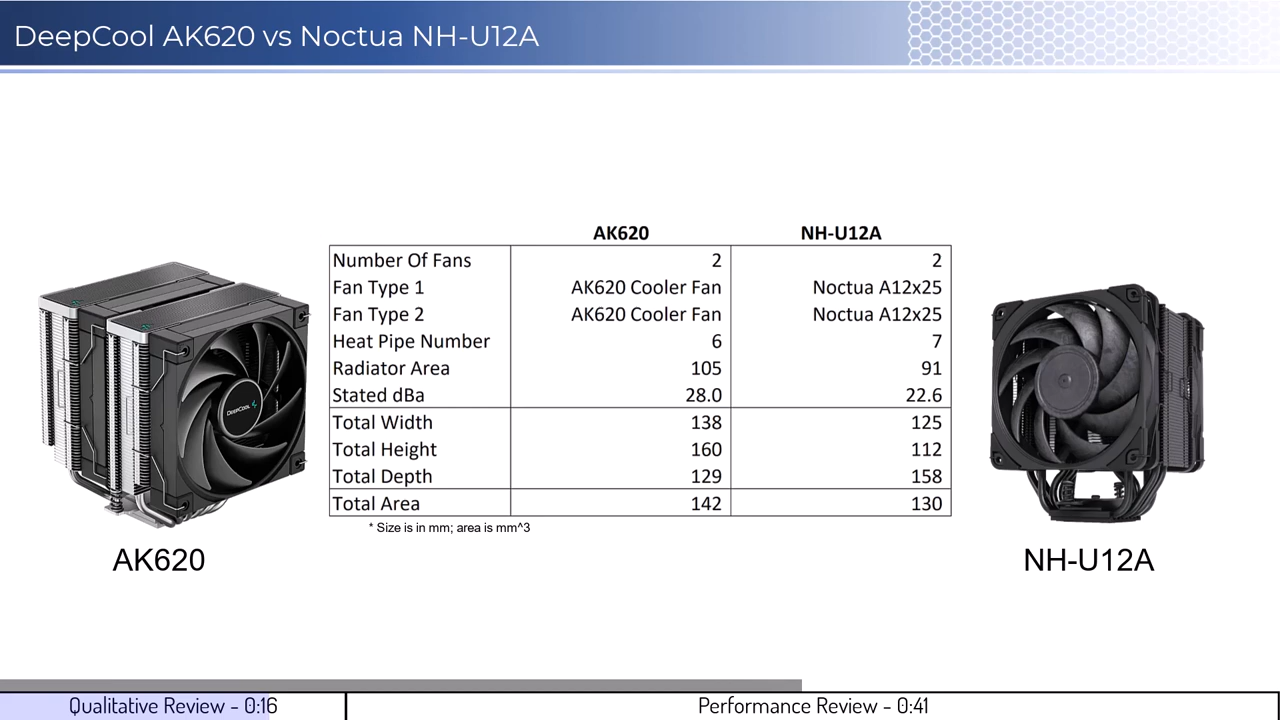 DeepCool AK620 vs Noctua NH-U12A
AK620 NH-U12A
Number Of Fans 2 2
Fan Type 1 AK620 Cooler Fan Noctua A12x25
Fan Type 2 AK620 Cooler Fan Noctua A12x25
Heat Pipe Number 6 7
Radiator Area 105 91
Stated dBa 28.0 22.6
Total Width 138 125
Total Height 160 112
Total Depth 129 158
Total Area 142 130
* Size is in mm; area is mm^3
DEEPCOOL
AK620
NH-U12A
Qualitative Review - 0:16
Performance Review - 0:41